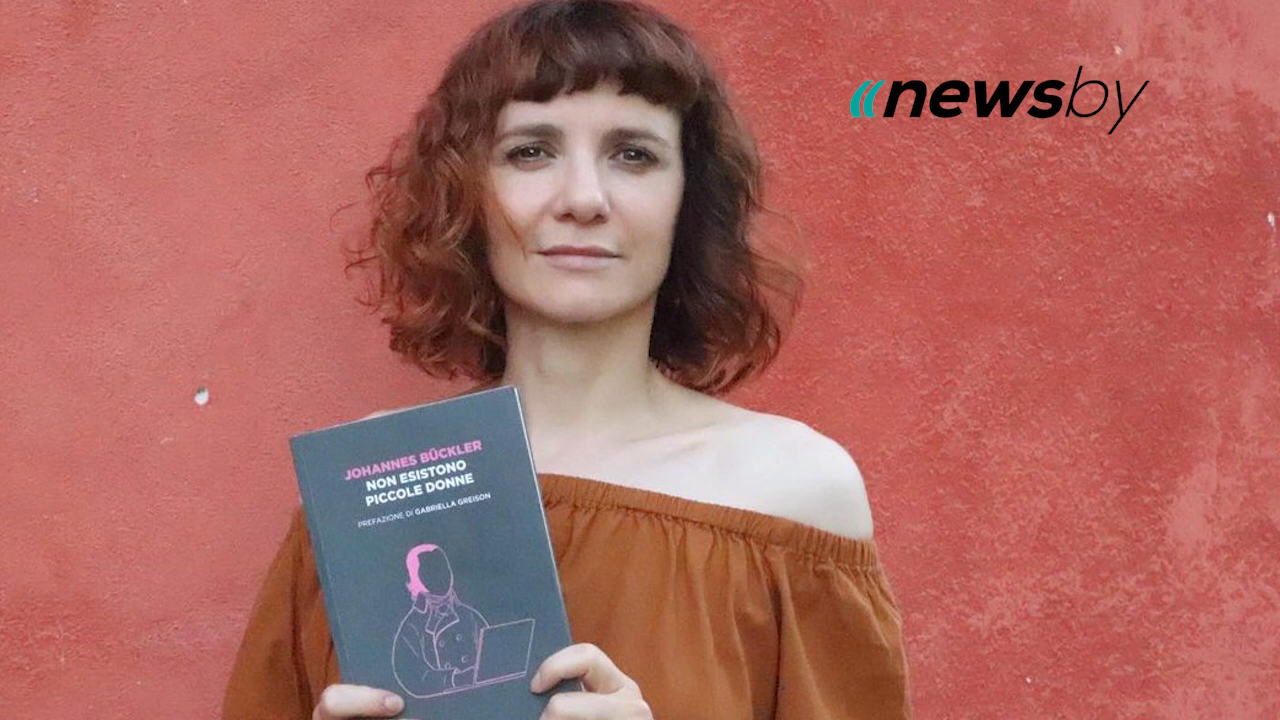 newsby
JOHANNES BÜCKLER
NON ESISTONO
PICCOLE DONNE
PREFAZIONE DI GABRIELLA GREISON